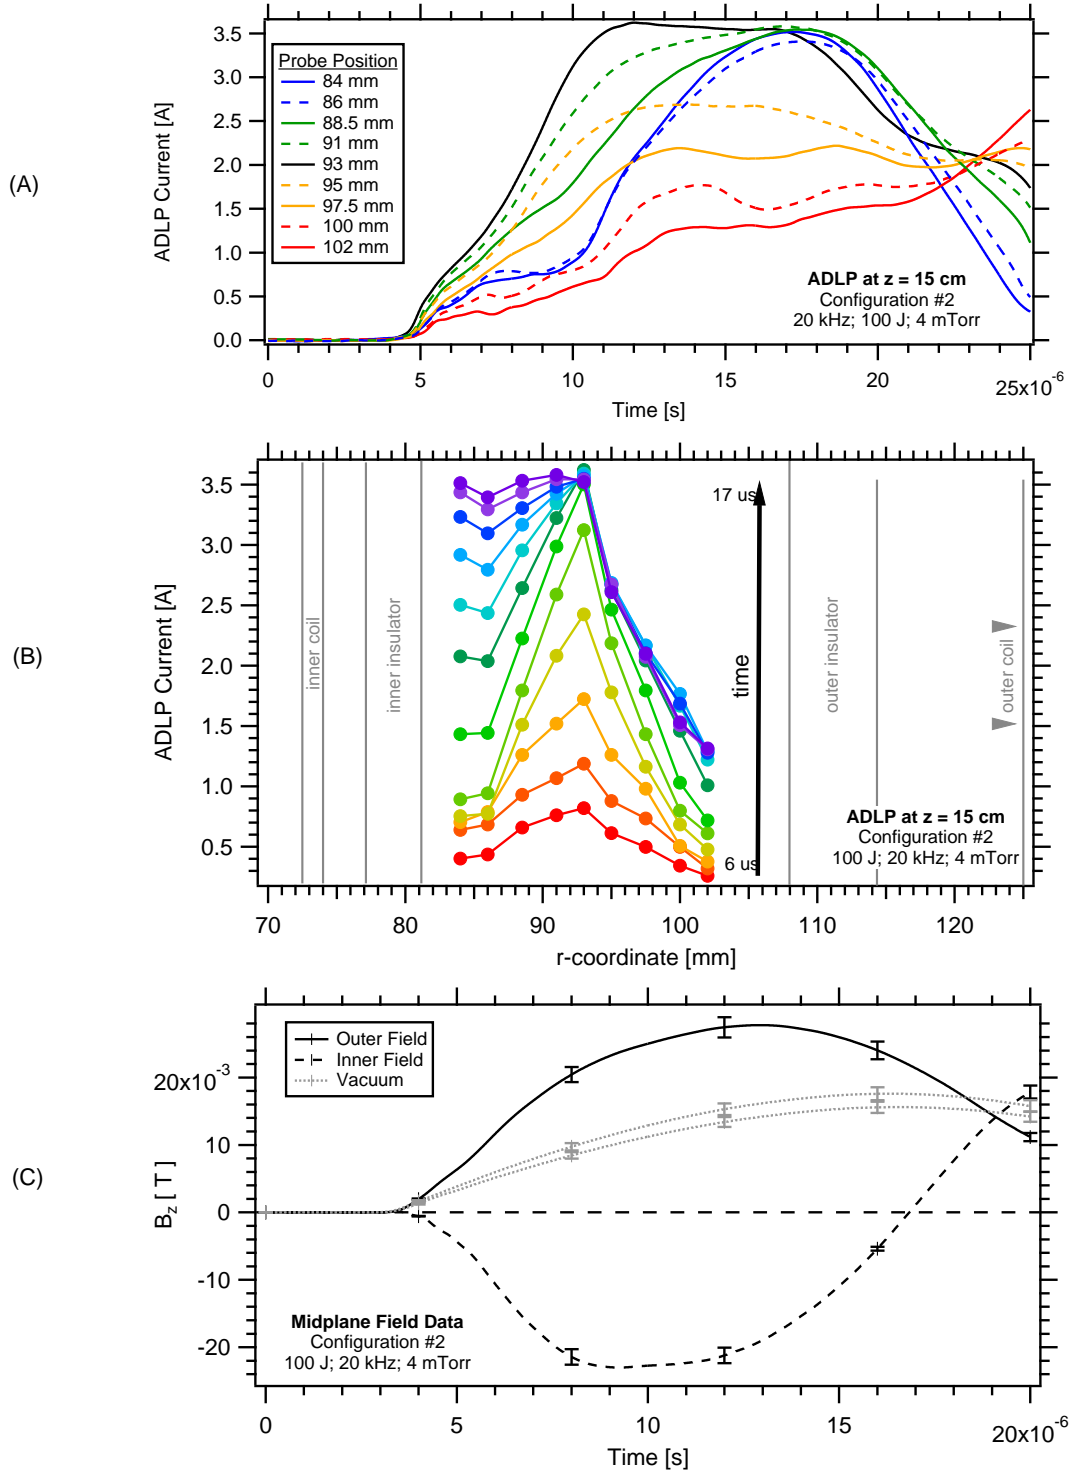 (A)
ADLP Current [A]
3.5
3.0
2.5
2.0
1.5
1.0
0.5
0.0
Probe Position
84 mm
86 mm
88.5 mm
91 mm
93 mm
95 mm
97.5 mm
100 mm
102 mm
ADLP at z = 15 cm
Configuration #2
20 kHz; 100 J; 4 mTorr
0
5
10
15
20
25x10⁻⁶
Time [s]
(B)
ADLP Current [A]
3.5
3.0
2.5
2.0
1.5
1.0
0.5
inner coil
inner insulator
17 us
time
6 us
outer insulator
outer coil
ADLP at z = 15 cm
Configuration #2
100 J; 20 kHz; 4 mTorr
70
80
90
100
110
120
r-coordinate [mm]
(C)
B_z [ T ]
20x10⁻³
10
0
-10
-20
Outer Field
Inner Field
Vacuum
Midplane Field Data
Configuration #2
100 J; 20 kHz; 4 mTorr
0
5
10
15
20x10⁻⁶
Time [s]